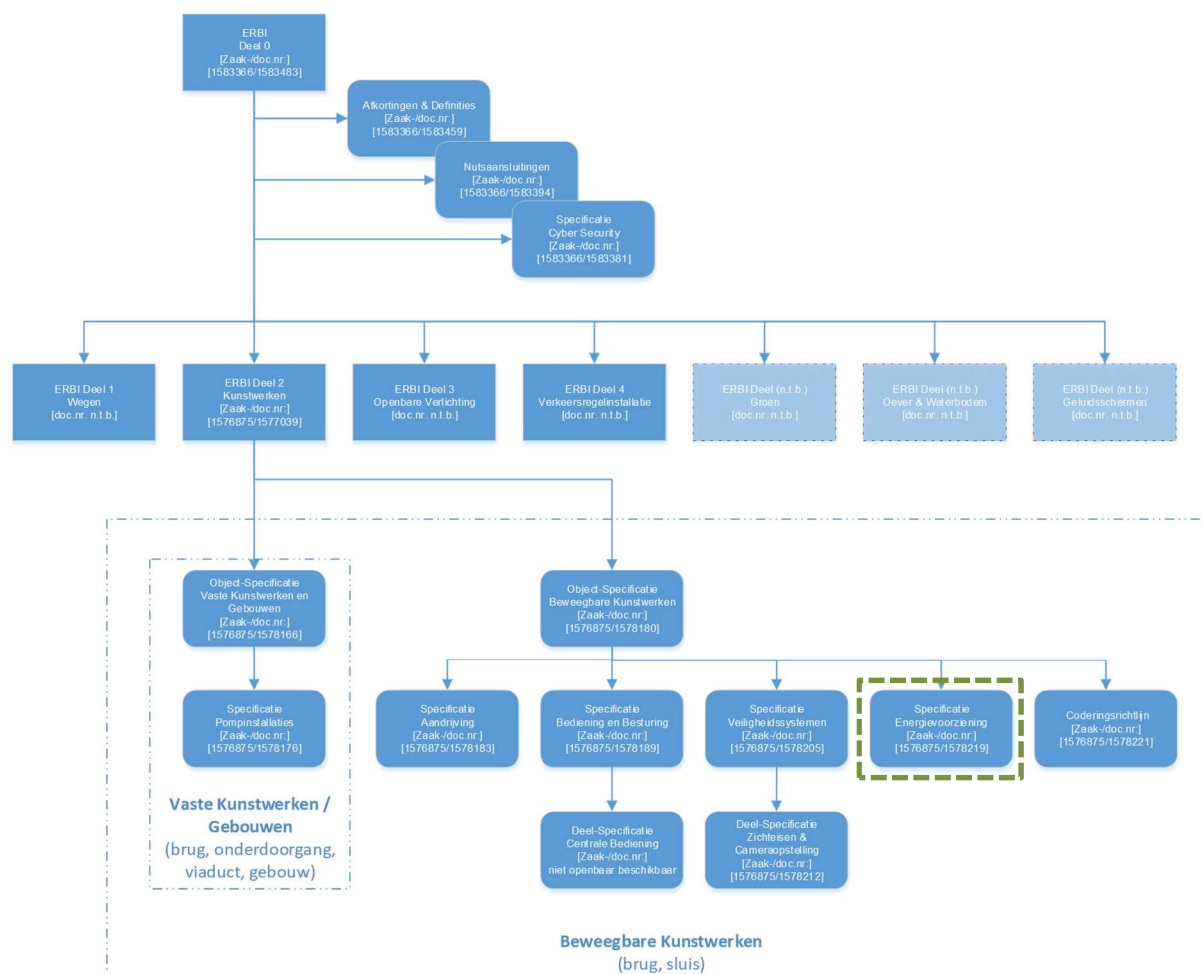 ERBI
Deel 0
[Zaak-/doc.nr:]
[1583366/1583483]
Afkortingen & Definities
[Zaak-/doc.nr:]
[1583366/1583459]
Nutsaansluitingen
[Zaak-/doc.nr:]
[1583366/1583394]
Specificatie
Cyber Security
[Zaak-/doc.nr:]
[1583366/1583381]
ERBI Deel 1
Wegen
[doc.nr. n.t.b.]
ERBI Deel 2
Kunstwerken
[Zaak-/doc.nr:]
[1576875/1577039]
ERBI Deel 3
Openbare Verlichting
[doc.nr. n.t.b.]
ERBI Deel 4
Verkeersregelinstallatie
[doc.nr. n.t.b.]
ERBI Deel (n.t.b.)
Groen
[doc.nr. n.t.b.]
ERBI Deel (n.t.b.)
Oever & Waterbodem
[doc.nr. n.t.b.]
ERBI Deel (n.t.b.)
Geluidsschermen
[doc.nr. n.t.b.]
Object-Specificatie
Vaste Kunstwerken en
Gebouwen
[Zaak-/doc.nr:]
[1576875/1578166]
Object-Specificatie
Beweegbare Kunstwerken
[Zaak-/doc.nr:]
[1576875/1578180]
Specificatie
Pompinstallaties
[Zaak-/doc.nr:]
[1576875/1578176]
Specificatie
Aandrijving
[Zaak-/doc.nr:]
[1576875/1578183]
Specificatie
Bediening en Besturing
[Zaak-/doc.nr:]
[1576875/1578189]
Specificatie
Veiligheidssystemen
[Zaak-/doc.nr:]
[1576875/1578205]
Specificatie
Energievoorziening
[Zaak-/doc.nr:]
[1576875/1578219]
Coderingsrichtlijn
[Zaak-/doc.nr:]
[1576875/1578221]
Vaste Kunstwerken /
Gebouwen
(brug, onderdoorgang,
viaduct, gebouw)
Deel-Specificatie
Centrale Bediening
[Zaak-/doc.nr:]
niet openbaar beschikbaar
Deel-Specificatie
Zichteisen &
Cameraopstelling
[Zaak-/doc.nr:]
[1576875/1578212]
Beweegbare Kunstwerken
(brug, sluis)